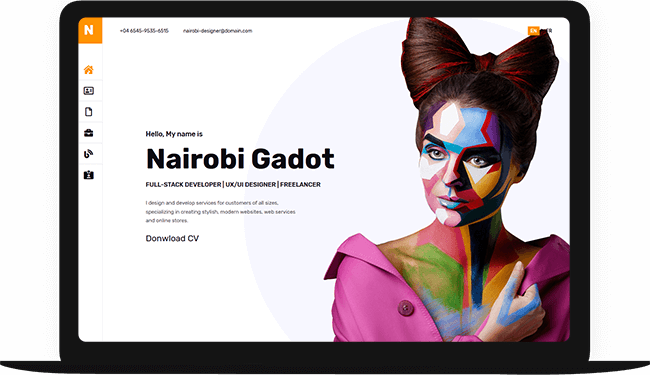 N
+04 6545-9535-6515
nairobi-designer@domain.com
EN
FR
Hello, My name is
Nairobi Gadot
FULL-STACK DEVELOPER | UX/UI DESIGNER | FREELANCER
I design and develop services for customers of all sizes,
specializing in creating stylish, modern websites, web services
and online stores.
Donwload CV